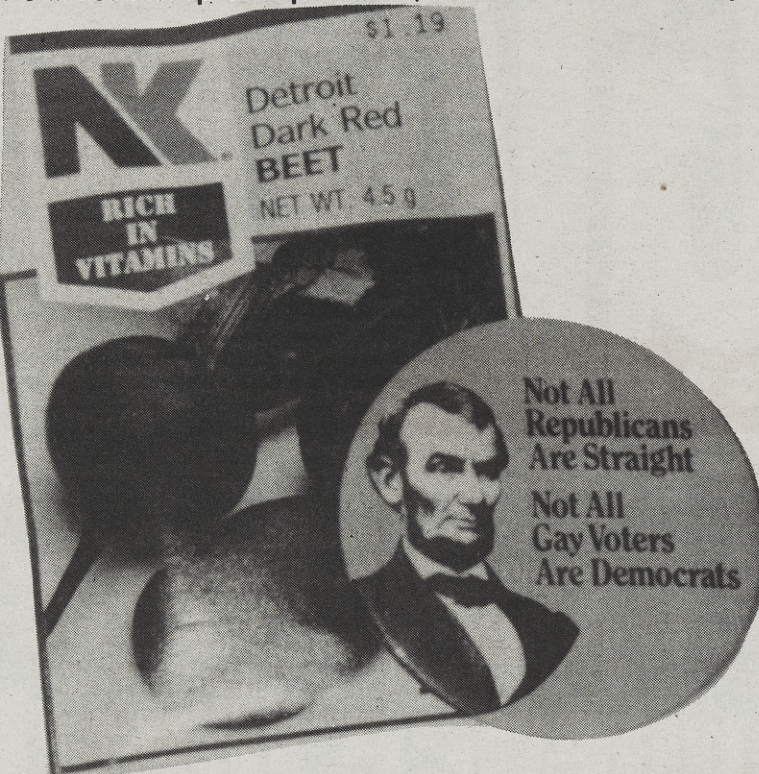 $1.19
NK
Detroit
Dark Red
BEET
NET WT. 4.5 g
RICH
IN
VITAMINS
Not All
Republicans
Are Straight
Not All
Gay Voters
Are Democrats